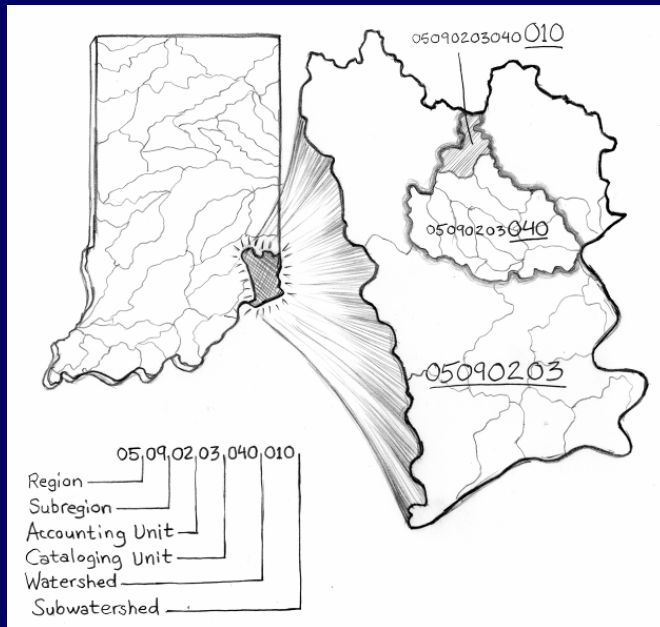 05090203040010
05090203040
05090203
05 09 02 03 040 010
Region
Subregion
Accounting Unit
Cataloging Unit
Watershed
Subwatershed